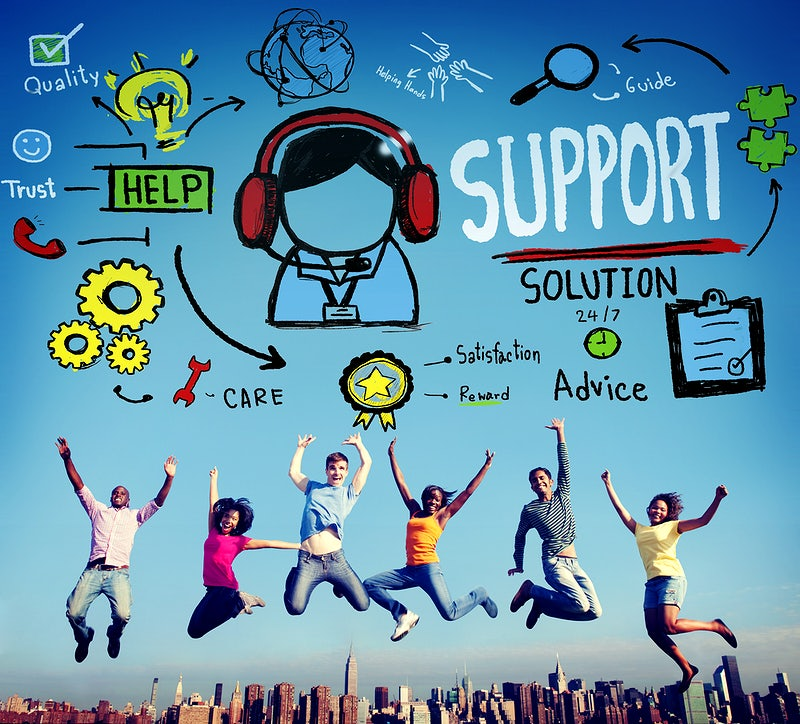 Quality
Helping Hands
Guide
SUPPORT
Trust
HELP
SOLUTION
24/7
Satisfaction
Reward
CARE
Advice